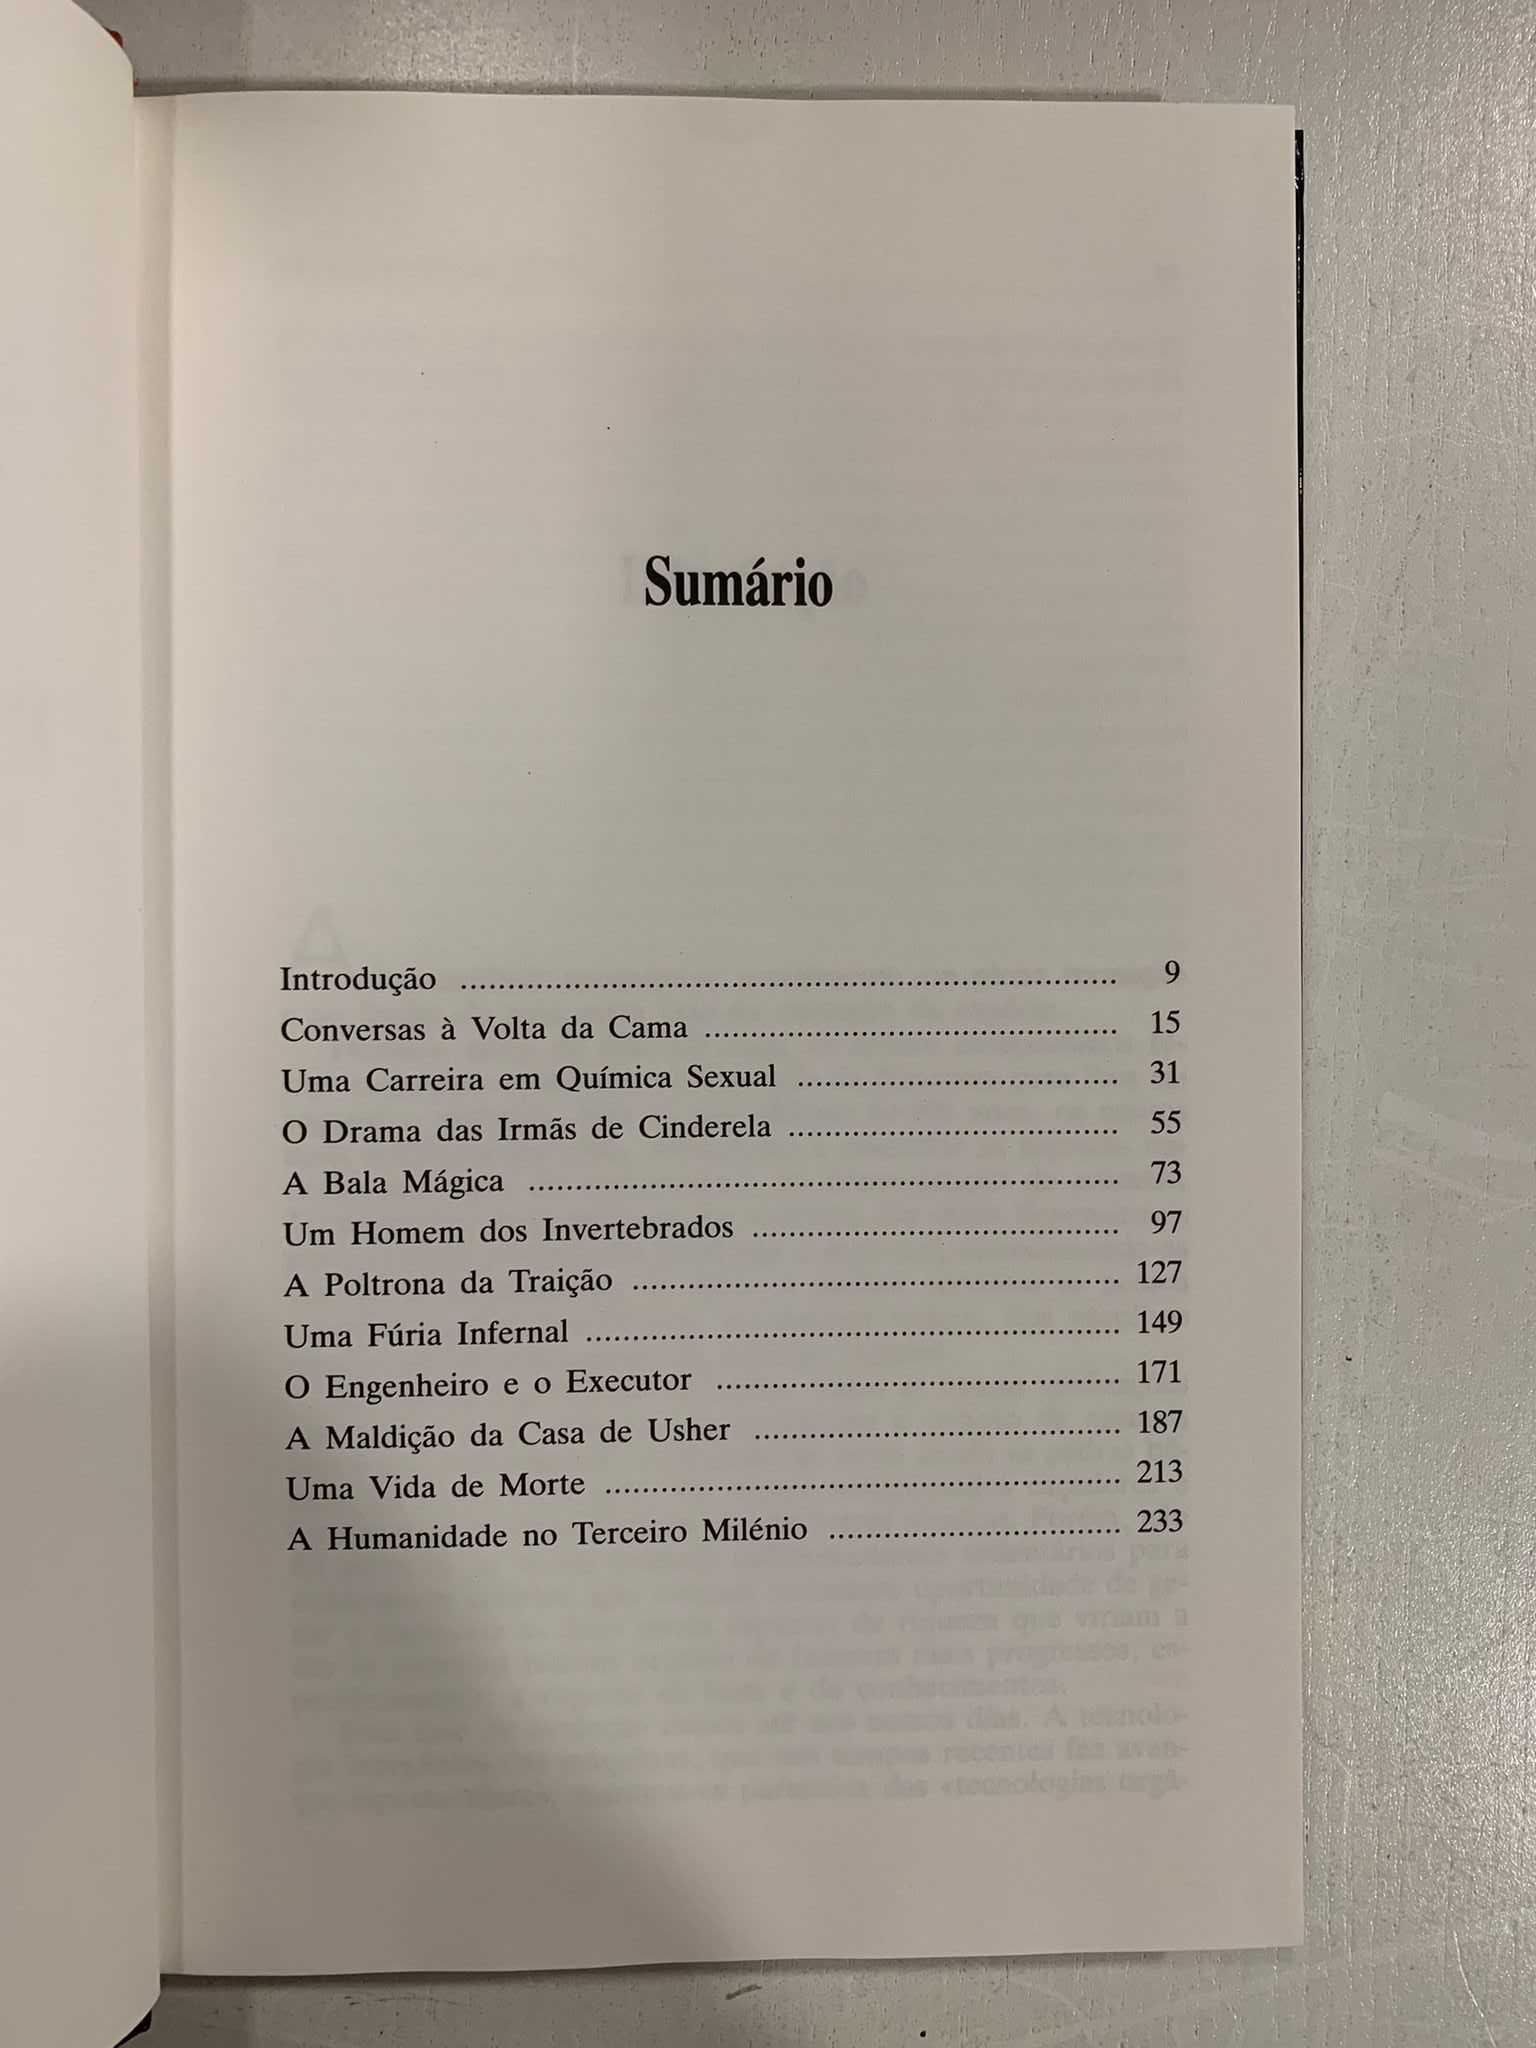 Sumário
Introdução ........................................ 9
Conversas à Volta da Cama ........................................ 15
Uma Carreira em Química Sexual ........................................ 31
O Drama das Irmãs de Cinderela ........................................ 55
A Bala Mágica ........................................ 73
Um Homem dos Invertebrados ........................................ 97
A Poltrona da Traição ........................................ 127
Uma Fúria Infernal ........................................ 149
O Engenheiro e o Executor ........................................ 171
A Maldição da Casa de Usher ........................................ 187
Uma Vida de Morte ........................................ 213
A Humanidade no Terceiro Milénio ........................................ 233